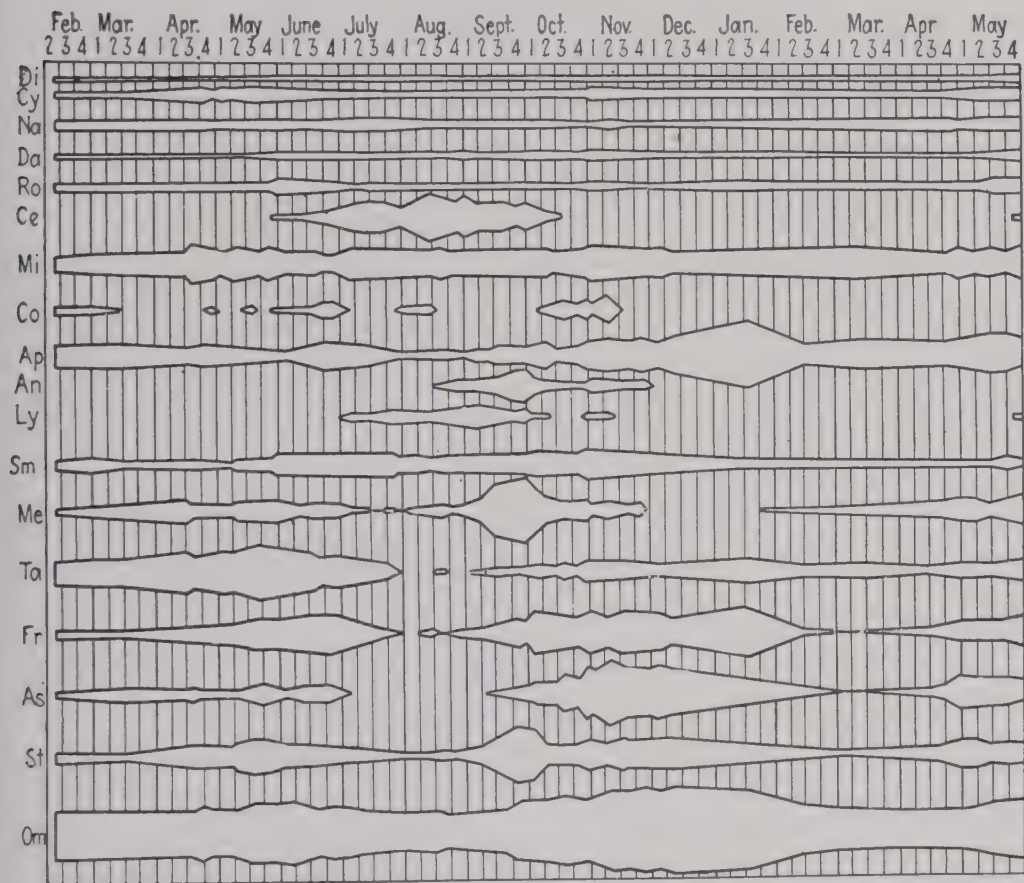 Feb. Mar. Apr. May June July Aug. Sept. Oct. Nov. Dec. Jan. Feb. Mar. Apr May
2 3 4 1 2 3 4 1 2 3 4 1 2 3 4 1 2 3 4 1 2 3 4 1 2 3 4 1 2 3 4 1 2 3 4 1 2 3 4 1 2 3 4 1 2 3 4 1 2 3 4 1 2 3 4 1 2 3 4 1 2 3 4
Di
Cy
Na
Da
Ro
Ce
Mi
Co
Ap
An
Ly
Sm
Me
Ta
Fr
As
St
Om